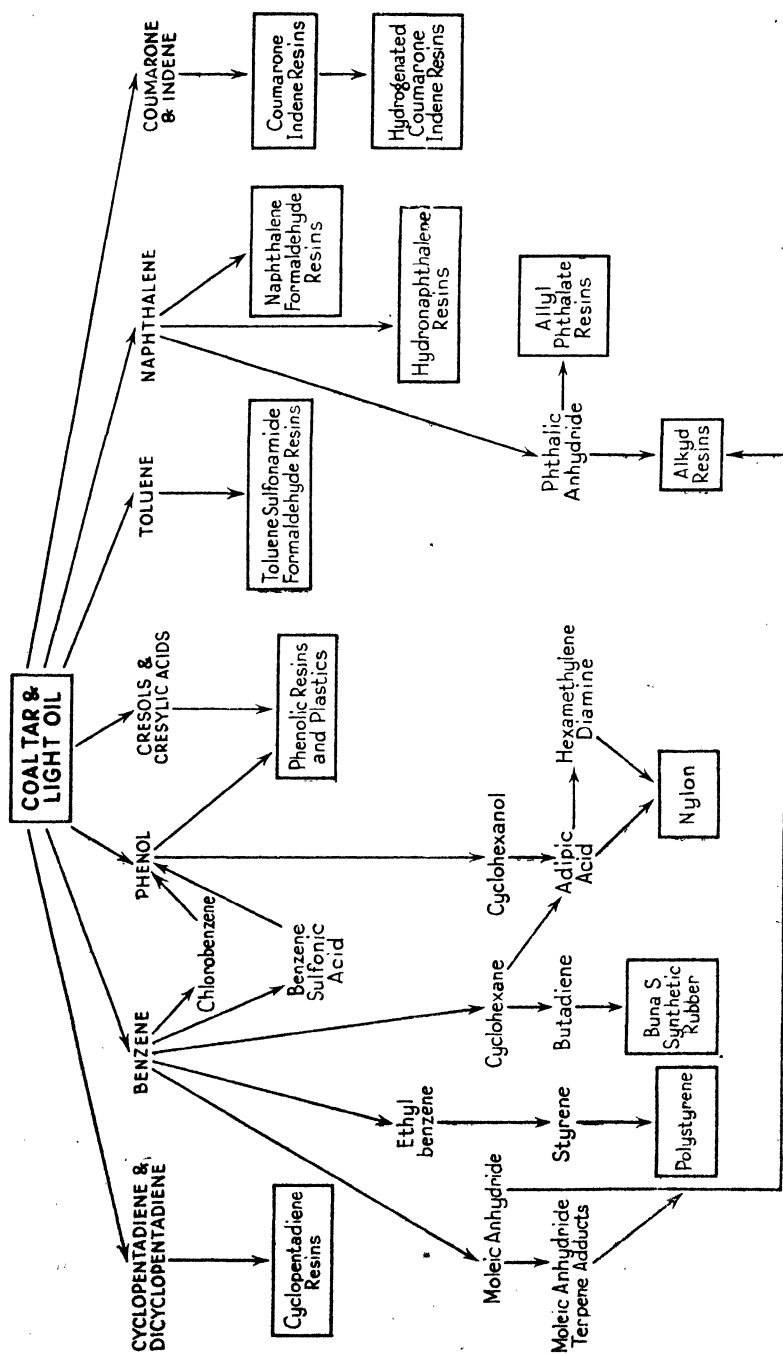 COAL TAR &
LIGHT OIL
CYCLOPENTADIENE &
DICYCLOPENTADIENE
BENZENE
PHENOL
CRESOLS &
CRESYLIC ACIDS
TOLUENE
NAPHTHALENE
COUMARONE
& INDENE
Cyclopentadiene
Resins
Chlorobenzene
Benzene
Sulfonic
Acid
Phenolic Resins
and Plastics
Toluene Sulfonamide
Formaldehyde Resins
Naphthalene
Formaldehyde
Resins
Coumarone
Indene Resins
Ethyl
benzene
Hydronaphthalene
Resins
Hydrogenated
Coumarone
Indene Resins
Moleic Anhydride
Cyclohexane
Cyclohexanol
Moleic Anhydride
Terpene Adducts
Styrene
Butadiene
Adipic
Acid
Hexamethylene
Diamine
Phthalic
Anhydride
Allyl
Phthalate
Resins
Polystyrene
Buna S
Synthetic
Rubber
Nylon
Alkyd
Resins